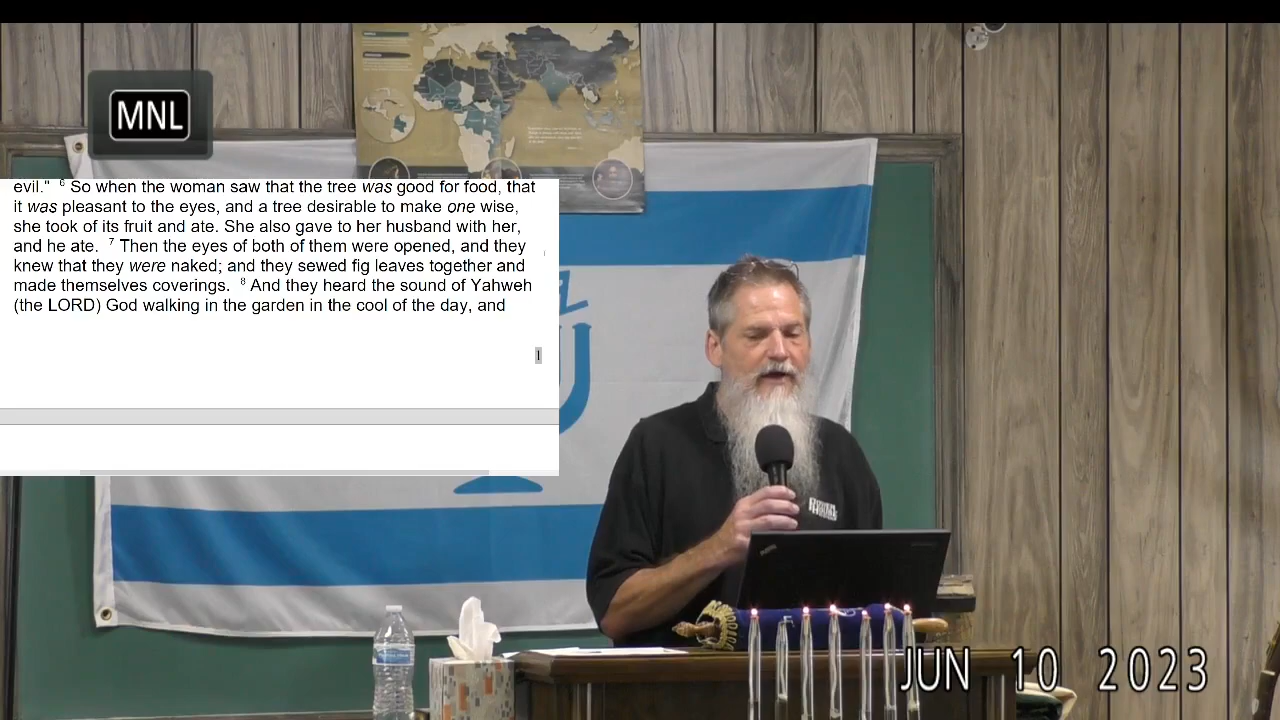 MNL
evil." 6 So when the woman saw that the tree was good for food, that
it was pleasant to the eyes, and a tree desirable to make one wise,
she took of its fruit and ate. She also gave to her husband with her,
and he ate. 7 Then the eyes of both of them were opened, and they
knew that they were naked; and they sewed fig leaves together and
made themselves coverings. 8 And they heard the sound of Yahweh
(the LORD) God walking in the garden in the cool of the day, and
JUN 10 2023